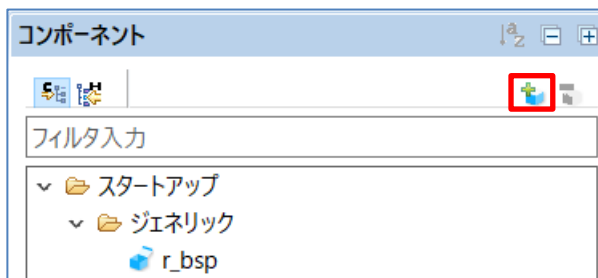 コンポーネント
フィルタ入力
スタートアップ
ジェネリック
r_bsp